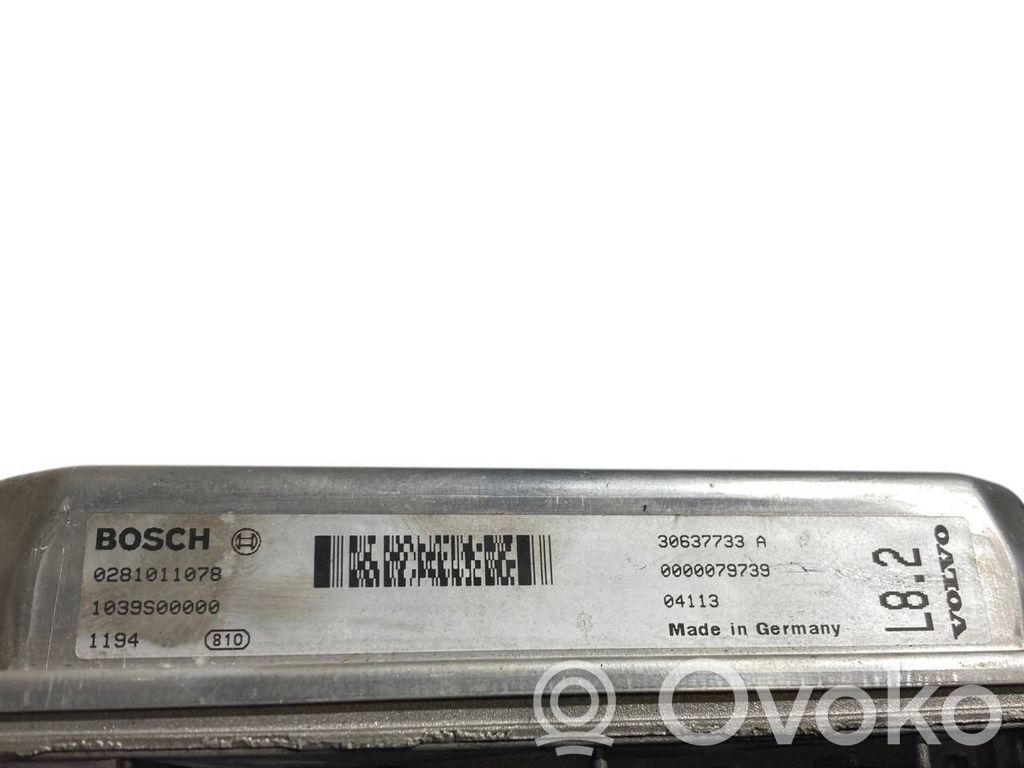 BOSCH
0281011078
1039S00000
1194 810
30637733 A
0000079739
04113
Made in Germany
L8.2
VOLVO
Ovoko